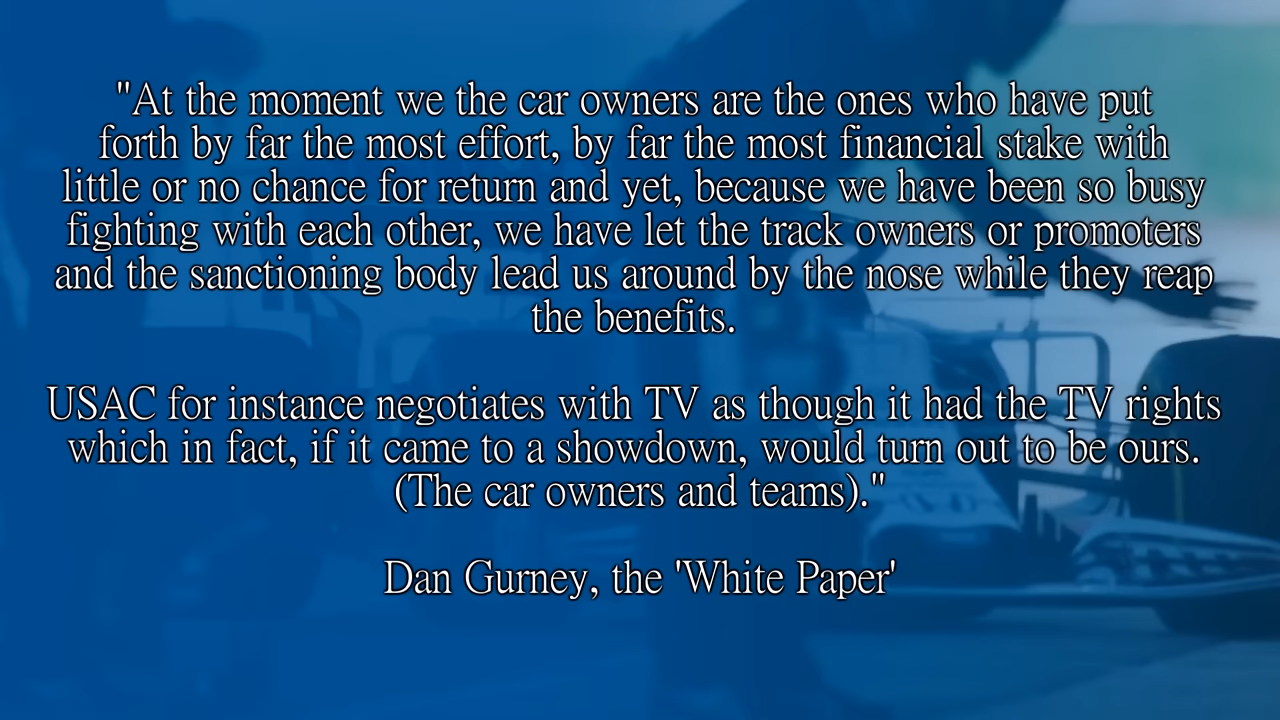 "At the moment we the car owners are the ones who have put
forth by far the most effort, by far the most financial stake with
little or no chance for return and yet, because we have been so busy
fighting with each other, we have let the track owners or promoters
and the sanctioning body lead us around by the nose while they reap
the benefits.
USAC for instance negotiates with TV as though it had the TV rights
which in fact, if it came to a showdown, would turn out to be ours.
(The car owners and teams)."
Dan Gurney, the 'White Paper'